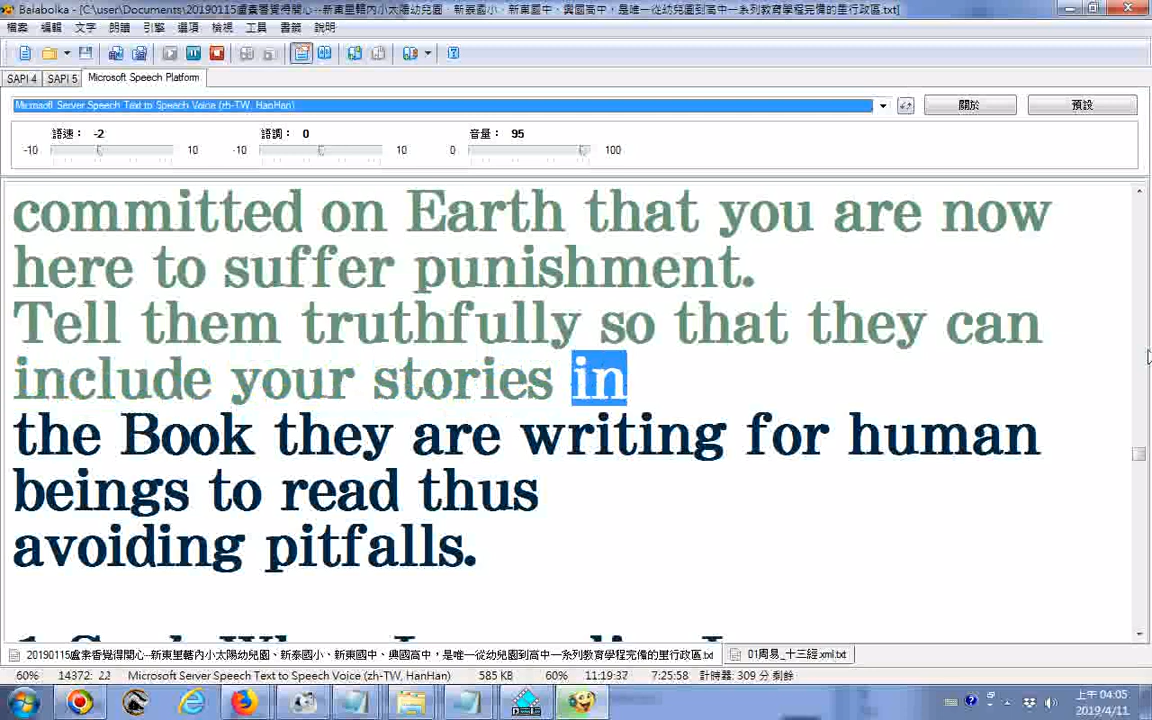 Balabolka - [C:\user\Documents\20190115盧素香覺得開心--新東里轄內小太陽幼兒園、新泰國小、新東國中、興國高中，是唯一從幼兒園到高中一系列教育學程完備的里行政區.txt]
檔案 編輯 文字 朗讀 檢視 引擎 選項 工具 書籤 說明
SAPI 4 SAPI 5 Microsoft Speech Platform
Microsoft Server Speech Text to Speech Voice (zh-TW, HanHan) 關於 預設
語速： -2 語調： 0 音量： 95
-10 10 -10 10 0 100
committed on Earth that you are now
here to suffer punishment.
Tell them truthfully so that they can
include your stories in
the Book they are writing for human
beings to read thus
avoiding pitfalls.
20190115盧素香覺得開心--新東里轄內小太陽幼兒園、新泰國小、新東國中、興國高中，是唯一從幼兒園到高中一系列教育學程完備的里行政區.txt 01周易_十三經.xml.txt
60% 14372: 22 Microsoft Server Speech Text to Speech Voice (zh-TW, HanHan) 585 KB 60% 11:19:37 7:25:58 計時器: 309 分 剩餘
上午 04:05
2019/4/11